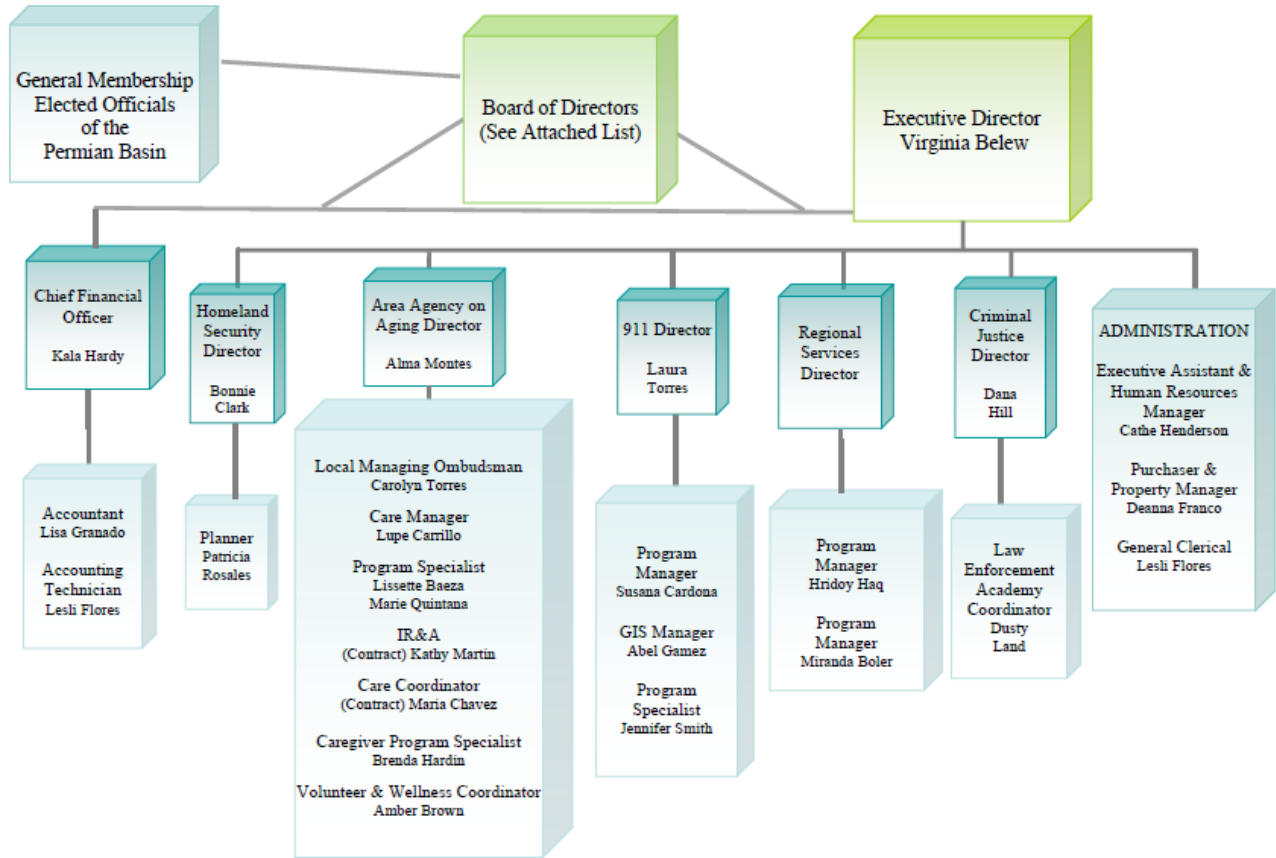 General Membership
Elected Officials
of the
Permian Basin
Board of Directors
(See Attached List)
Executive Director
Virginia Belew
Chief Financial
Officer
Kala Hardy
Homeland
Security
Director
Bonnie
Clark
Area Agency on
Aging Director
Alma Montes
911 Director
Laura
Torres
Regional
Services
Director
Criminal
Justice
Director
Dana
Hill
ADMINISTRATION
Executive Assistant &
Human Resources
Manager
Cathe Henderson
Purchaser &
Property Manager
Deanna Franco
General Clerical
Lesli Flores
Accountant
Lisa Granado
Accounting
Technician
Lesli Flores
Planner
Patricia
Rosales
Local Managing Ombudsman
Carolyn Torres
Care Manager
Lupe Carrillo
Program Specialist
Lissette Baeza
Marie Quintana
IR&A
(Contract) Kathy Martin
Care Coordinator
(Contract) Maria Chavez
Caregiver Program Specialist
Brenda Hardin
Volunteer & Wellness Coordinator
Amber Brown
Program
Manager
Susana Cardona
GIS Manager
Abel Gamez
Program
Specialist
Jennifer Smith
Program
Manager
Hridoy Haq
Program
Manager
Miranda Boler
Law
Enforcement
Academy
Coordinator
Dusty
Land